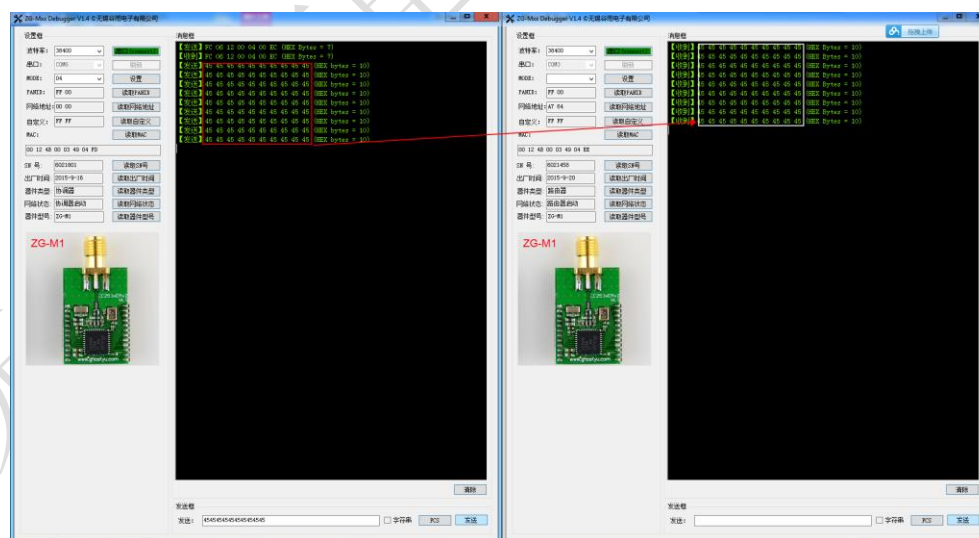 ZG-Mxx Debugger V1.4 ©无锡谷雨电子有限公司
设置框
波特率: 38400
串口: COM5
启动
MODE: 04
设置
PANID: FF 00
读取PANID
网络地址: 00 00
读取网络地址
自定义: FF FF
读取自定义
MAC:
读取MAC
00 12 4B 00 03 49 04 FD
SN 号: 6021801
读取SN号
出厂时间: 2015-9-16
读取出厂时间
器件类型: 协调器
读取器件类型
网络状态: 协调器启动
读取网络状态
器件型号: ZG-M1
读取器件型号
ZG-M1
www.ghostyu.com
消息框
【发送】FC 06 12 00 04 00 EC (HEX Bytes = 7)
【收到】FC 06 12 00 04 00 EC (HEX Bytes = 7)
【发送】45 45 45 45 45 45 45 45 45 45 (HEX bytes = 10)
【发送】45 45 45 45 45 45 45 45 45 45 (HEX bytes = 10)
【发送】45 45 45 45 45 45 45 45 45 45 (HEX bytes = 10)
【发送】45 45 45 45 45 45 45 45 45 45 (HEX bytes = 10)
【发送】45 45 45 45 45 45 45 45 45 45 (HEX bytes = 10)
【发送】45 45 45 45 45 45 45 45 45 45 (HEX bytes = 10)
【发送】45 45 45 45 45 45 45 45 45 45 (HEX bytes = 10)
【发送】45 45 45 45 45 45 45 45 45 45 (HEX bytes = 10)
【发送】45 45 45 45 45 45 45 45 45 45 (HEX bytes = 10)
清除
发送框
发送: 45454545454545454545
字符串
FCS
发送
ZG-Mxx Debugger V1.4 ©无锡谷雨电子有限公司
设置框
波特率: 38400
串口:
启动
MODE:
设置
PANID: FF 00
读取PANID
网络地址: A7 64
读取网络地址
自定义: FF FF
读取自定义
MAC:
读取MAC
00 12 4B 00 03 49 04 EE
SN 号: 6021458
读取SN号
出厂时间: 2015-9-20
读取出厂时间
器件类型: 路由器
读取器件类型
网络状态: 路由器启动
读取网络状态
器件型号: ZG-M1
读取器件型号
ZG-M1
www.ghostyu.com
消息框
拖拽上传
【收到】45 45 45 45 45 45 45 45 45 45 (HEX Bytes = 10)
【收到】45 45 45 45 45 45 45 45 45 45 (HEX Bytes = 10)
【收到】45 45 45 45 45 45 45 45 45 45 (HEX Bytes = 10)
【收到】45 45 45 45 45 45 45 45 45 45 (HEX Bytes = 10)
【收到】45 45 45 45 45 45 45 45 45 45 (HEX Bytes = 10)
【收到】45 45 45 45 45 45 45 45 45 45 (HEX Bytes = 10)
【收到】45 45 45 45 45 45 45 45 45 45 (HEX Bytes = 10)
【收到】45 45 45 45 45 45 45 45 45 45 (HEX Bytes = 10)
【收到】45 45 45 45 45 45 45 45 45 45 (HEX Bytes = 10)
清除
发送框
发送:
字符串
FCS
发送